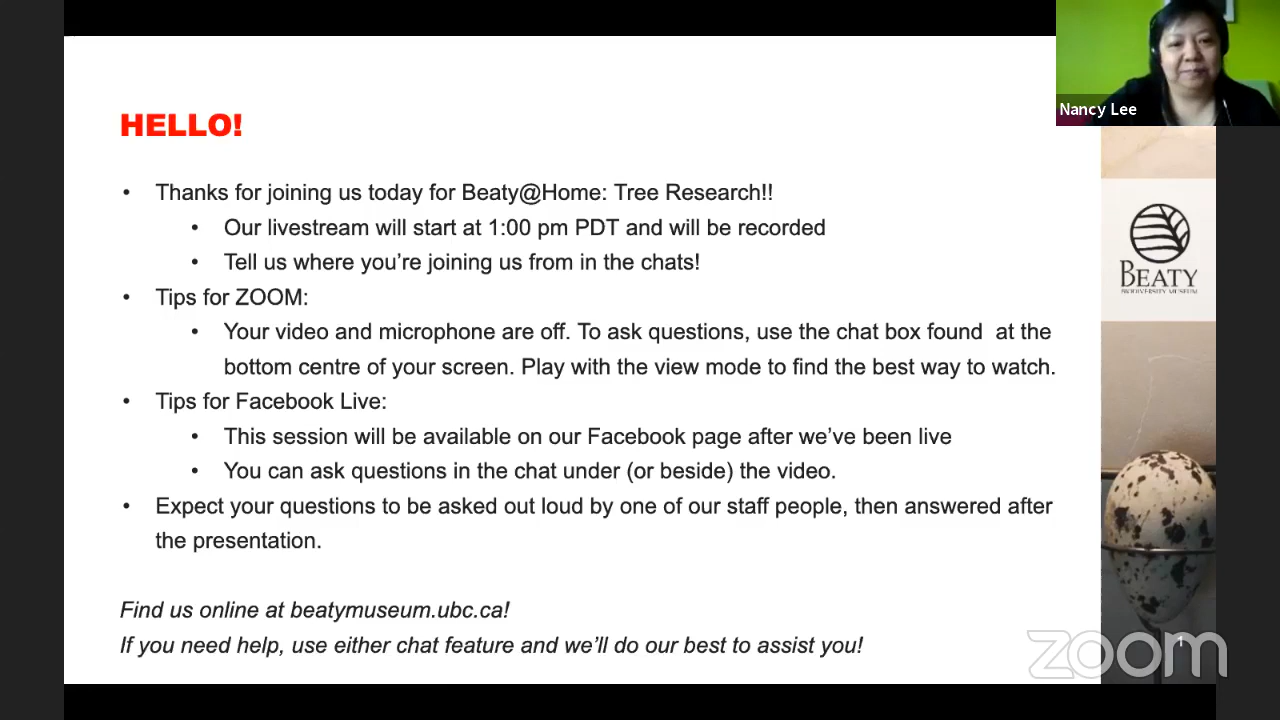 HELLO!
• Thanks for joining us today for Beaty@Home: Tree Research!!
• Our livestream will start at 1:00 pm PDT and will be recorded
• Tell us where you’re joining us from in the chats!
• Tips for ZOOM:
• Your video and microphone are off. To ask questions, use the chat box found at the
bottom centre of your screen. Play with the view mode to find the best way to watch.
• Tips for Facebook Live:
• This session will be available on our Facebook page after we’ve been live
• You can ask questions in the chat under (or beside) the video.
• Expect your questions to be asked out loud by one of our staff people, then answered after
the presentation.
Find us online at beatymuseum.ubc.ca!
If you need help, use either chat feature and we’ll do our best to assist you!
Nancy Lee
BEATY
BIODIVERSITY MUSEUM
zoom
1